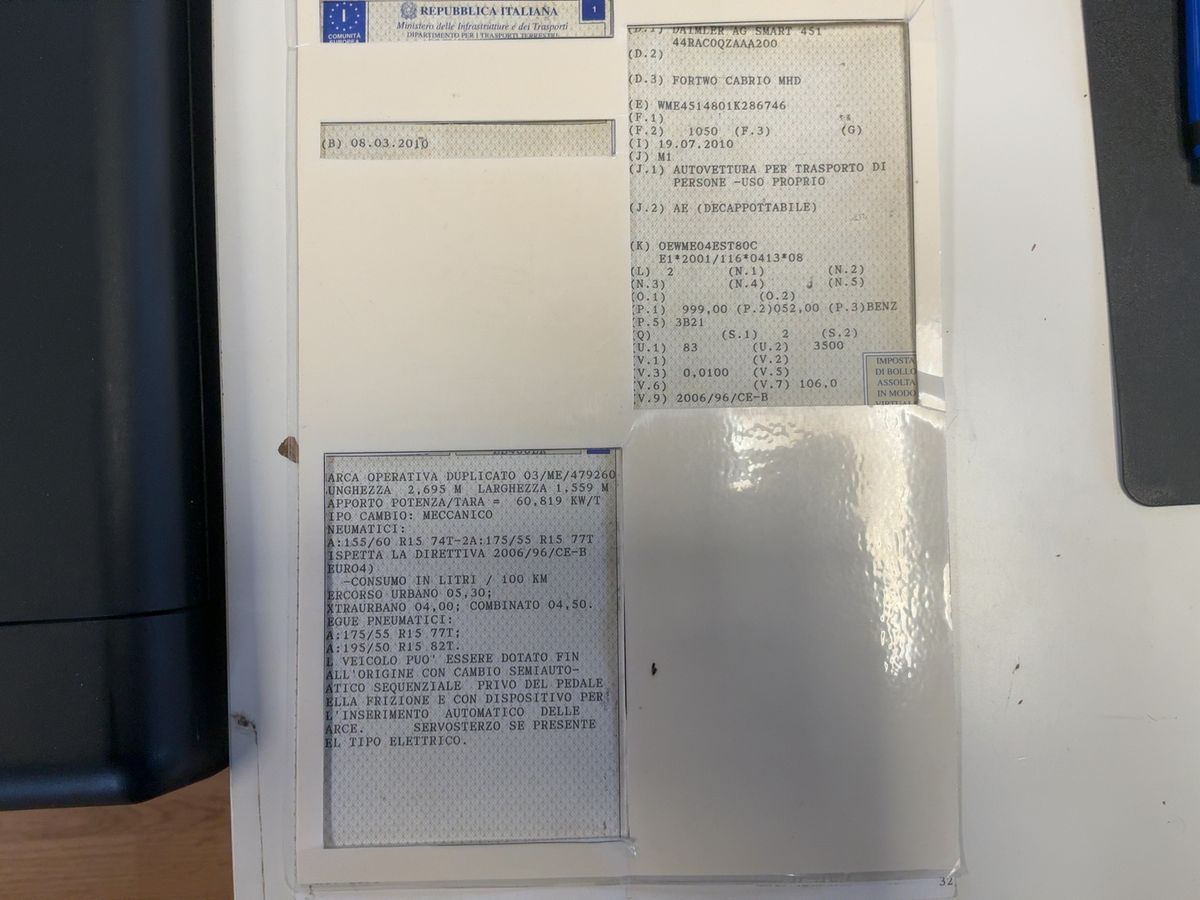 I
COMUNITÀ
EUROPEA
REPUBBLICA ITALIANA
Ministero delle Infrastrutture e dei Trasporti
DIPARTIMENTO PER I TRASPORTI TERRESTRI
1
(B) 08.03.2010
(D.1) DAIMLER AG SMART 451
44RAC0QZAAA200
(D.2)
(D.3) FORTWO CABRIO MHD
(E) WME4514801K286746
(F.1)
(F.2) 1050 (F.3) (G)
(I) 19.07.2010
(J) M1
(J.1) AUTOVETTURA PER TRASPORTO DI
PERSONE -USO PROPRIO
(J.2) AE (DECAPPOTTABILE)
(K) OEWME04EST80C
E1*2001/116*0413*08
(L) 2 (N.1) (N.2)
(N.3) (N.4) (N.5)
(O.1) (O.2)
(P.1) 999,00 (P.2)052,00 (P.3)BENZ
(P.5) 3B21
(Q) (S.1) 2 (S.2)
(U.1) 83 (U.2) 3500
(V.1) (V.2)
(V.3) 0,0100 (V.5)
(V.6) (V.7) 106,0
(V.9) 2006/96/CE-B
IMPOSTA
DI BOLLO
ASSOLTA
IN MODO
VIRTUALE
ARCA OPERATIVA DUPLICATO 03/ME/479260
UNGHEZZA 2,695 M LARGHEZZA 1,559 M
APPORTO POTENZA/TARA = 60,819 KW/T
IPO CAMBIO: MECCANICO
NEUMATICI:
A:155/60 R15 74T-2A:175/55 R15 77T
ISPETTA LA DIRETTIVA 2006/96/CE-B
EURO4)
-CONSUMO IN LITRI / 100 KM
ERCORSO URBANO 05,30;
XTRAURBANO 04,00; COMBINATO 04,50.
EGUE PNEUMATICI:
A:175/55 R15 77T;
A:195/50 R15 82T.
L VEICOLO PUO' ESSERE DOTATO FIN
ALL'ORIGINE CON CAMBIO SEMIAUTO-
ATICO SEQUENZIALE PRIVO DEL PEDALE
ELLA FRIZIONE E CON DISPOSITIVO PER
L'INSERIMENTO AUTOMATICO DELLE
ARCE. SERVOSTERZO SE PRESENTE
EL TIPO ELETTRICO.
32